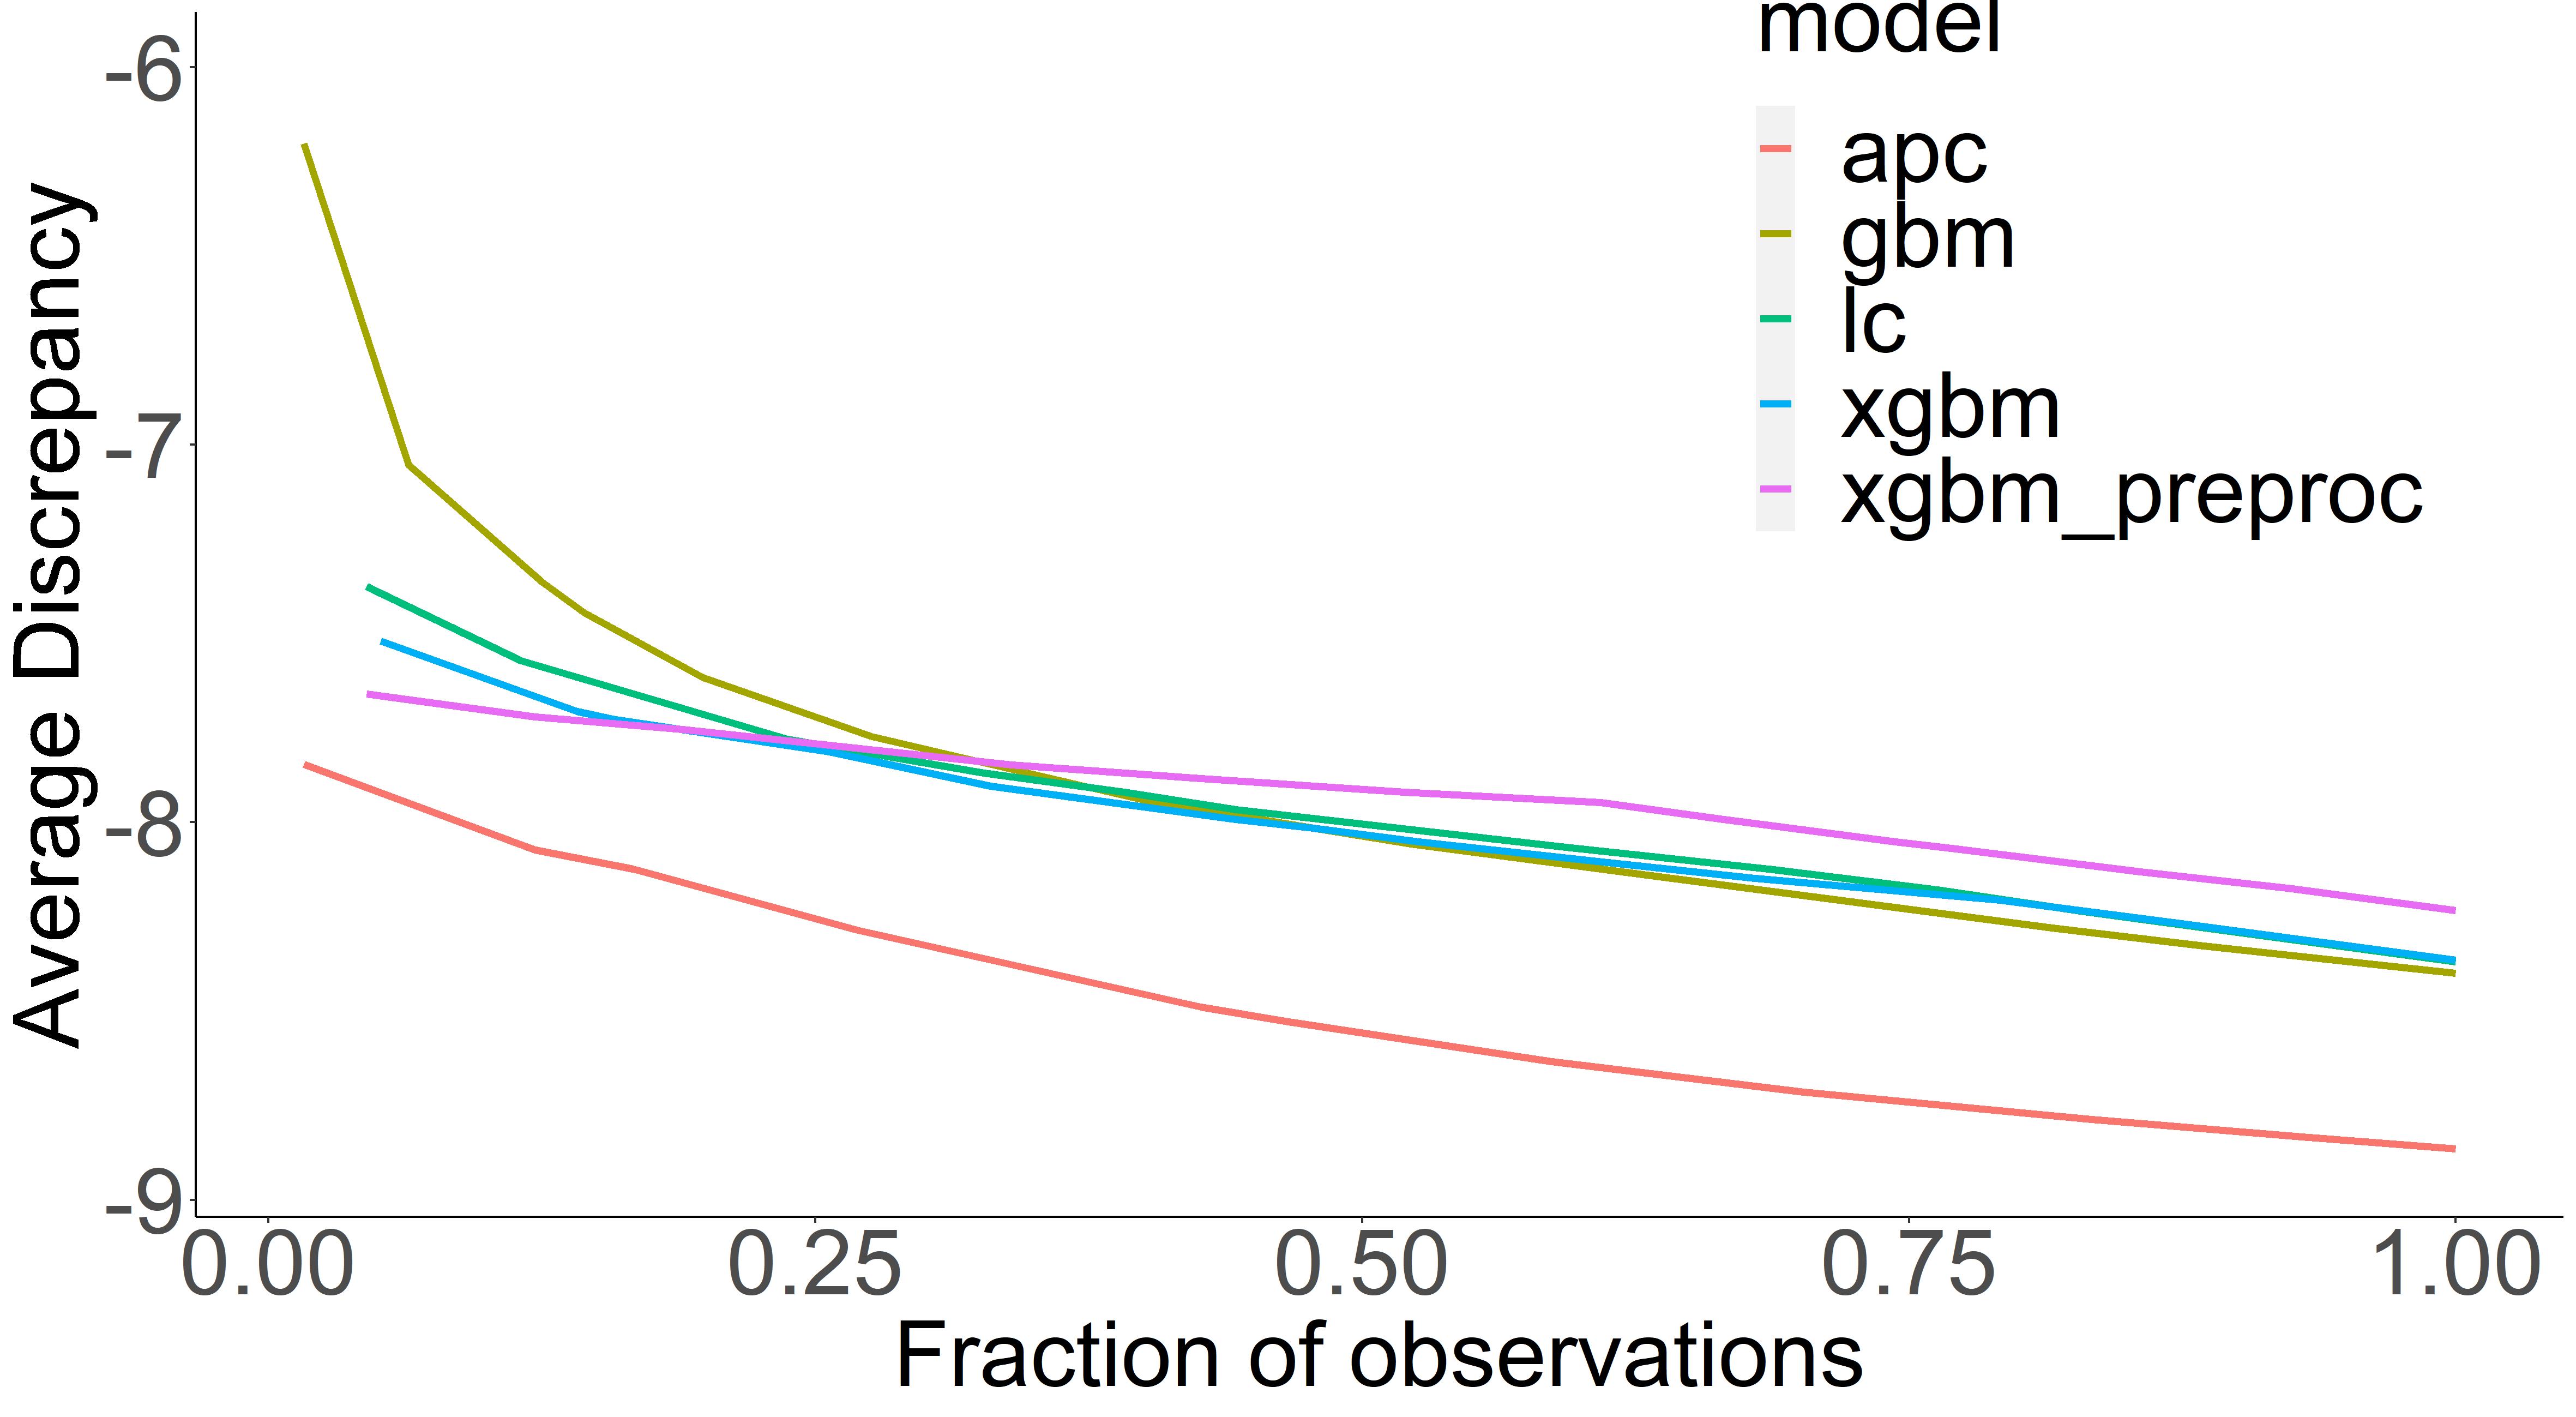 model
apc
gbm
lc
xgbm
xgbm_preproc
Average Discrepancy
-6
-7
-8
-9
0.00 0.25 0.50 0.75 1.00
Fraction of observations